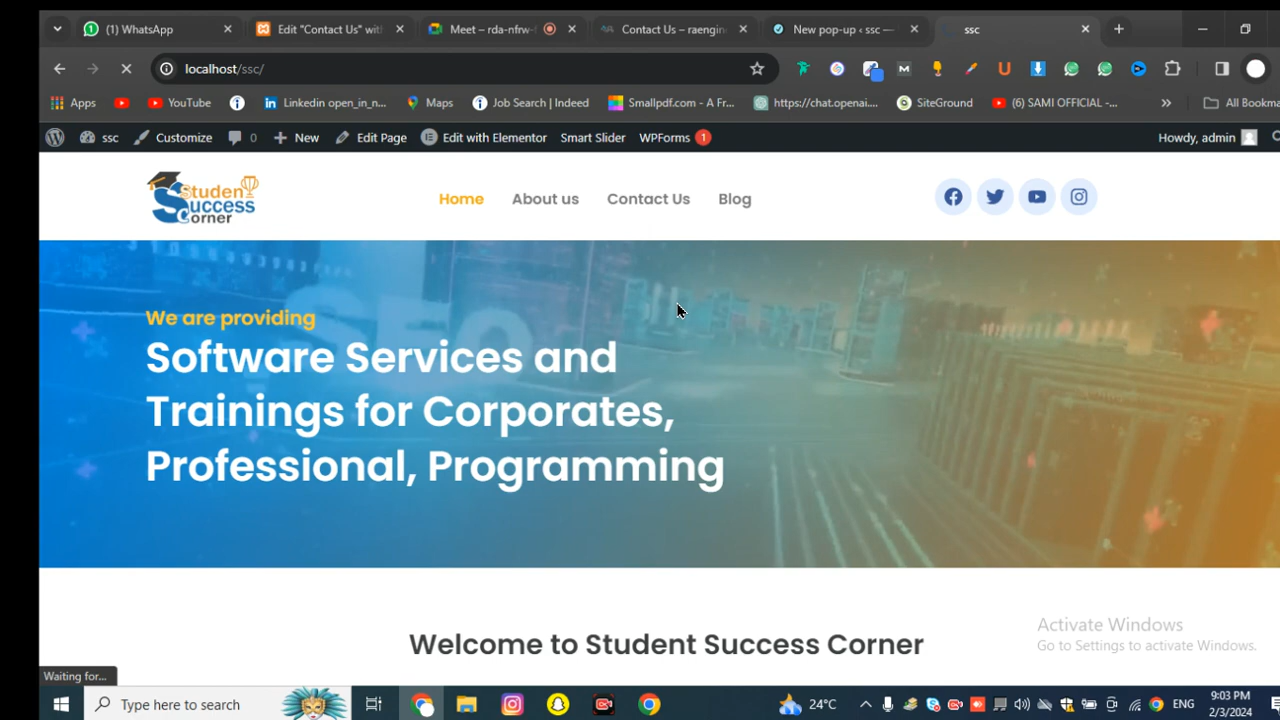 (1) WhatsApp
Edit "Contact Us" with
Meet – rda-nfrw-
Contact Us – raengin
New pop-up ‹ ssc —
ssc
localhost/ssc/
Apps
YouTube
Linkedin open_in_n...
Maps
Job Search | Indeed
Smallpdf.com - A Fr...
https://chat.openai....
SiteGround
(6) SAMI OFFICIAL -...
»
All Bookma
ssc
Customize
0
New
Edit Page
Edit with Elementor
Smart Slider
WPForms 1
Howdy, admin
Studen
Success
Corner
Home
About us
Contact Us
Blog
We are providing
Software Services and
Trainings for Corporates,
Professional, Programming
SEO
Welcome to Student Success Corner
Activate Windows
Go to Settings to activate Windows.
Waiting for...
Type here to search
24°C
ENG
9:03 PM
2/3/2024